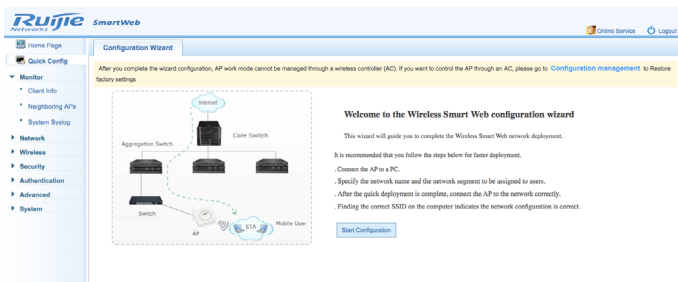 Ruijie SmartWeb
Networks
Online Service Logout
Home Page
Quick Config
Monitor
Client Info
Neighboring APs
System Syslog
Network
Wireless
Security
Authentication
Advanced
System
Configuration Wizard
After you complete the wizard configuration, AP work mode cannot be managed through a wireless controller (AC). If you want to control the AP through an AC, please go to Configuration management to Restore
factory settings
Internet
Core Switch
Aggregation Switch
Switch
AP
STA
Mobile User
Welcome to the Wireless Smart Web configuration wizard
This wizard will guide you to complete the Wireless Smart Web network deployment.
It is recommended that you follow the steps below for faster deployment.
. Connect the AP to a PC.
. Specify the network name and the network segment to be assigned to users.
. After the quick deployment is complete, connect the AP to the network correctly.
. Finding the correct SSID on the computer indicates the network configuration is correct.
Start Configuration